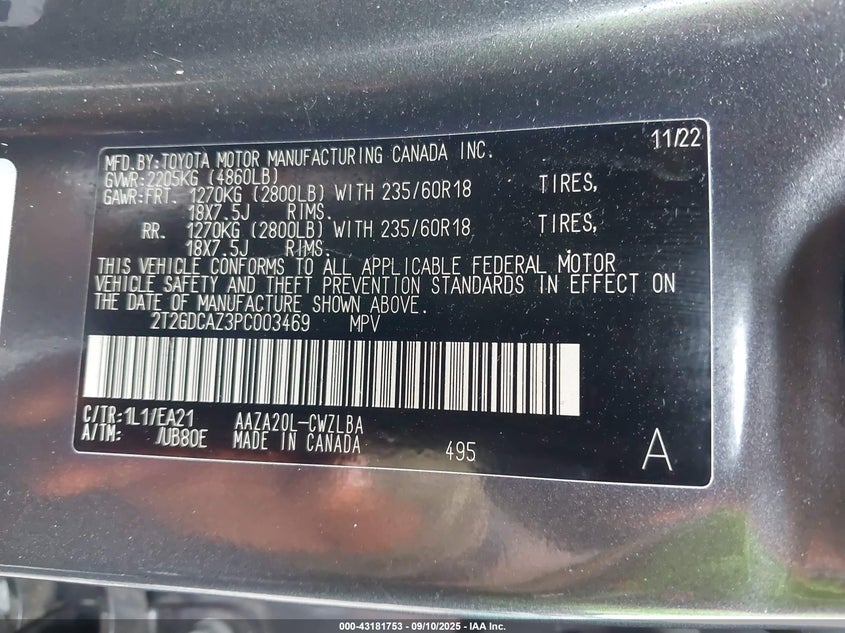 11/22
MFD.BY:TOYOTA MOTOR MANUFACTURING CANADA INC.
GVWR:2205KG (4860LB)
GAWR:FRT. 1270KG (2800LB) WITH 235/60R18 TIRES,
18X7.5J RIMS.
RR. 1270KG (2800LB) WITH 235/60R18 TIRES,
18X7.5J RIMS.
THIS VEHICLE CONFORMS TO ALL APPLICABLE FEDERAL MOTOR
VEHICLE SAFETY AND THEFT PREVENTION STANDARDS IN EFFECT ON
THE DATE OF MANUFACTURE SHOWN ABOVE.
2T2GDCAZ3PC003469 MPV
C/TR:1L1/EA21 AAZA20L-CWZLBA
A/TM: /UB80E MADE IN CANADA 495 A
000-43181753 - 09/10/2025 - IAA Inc.